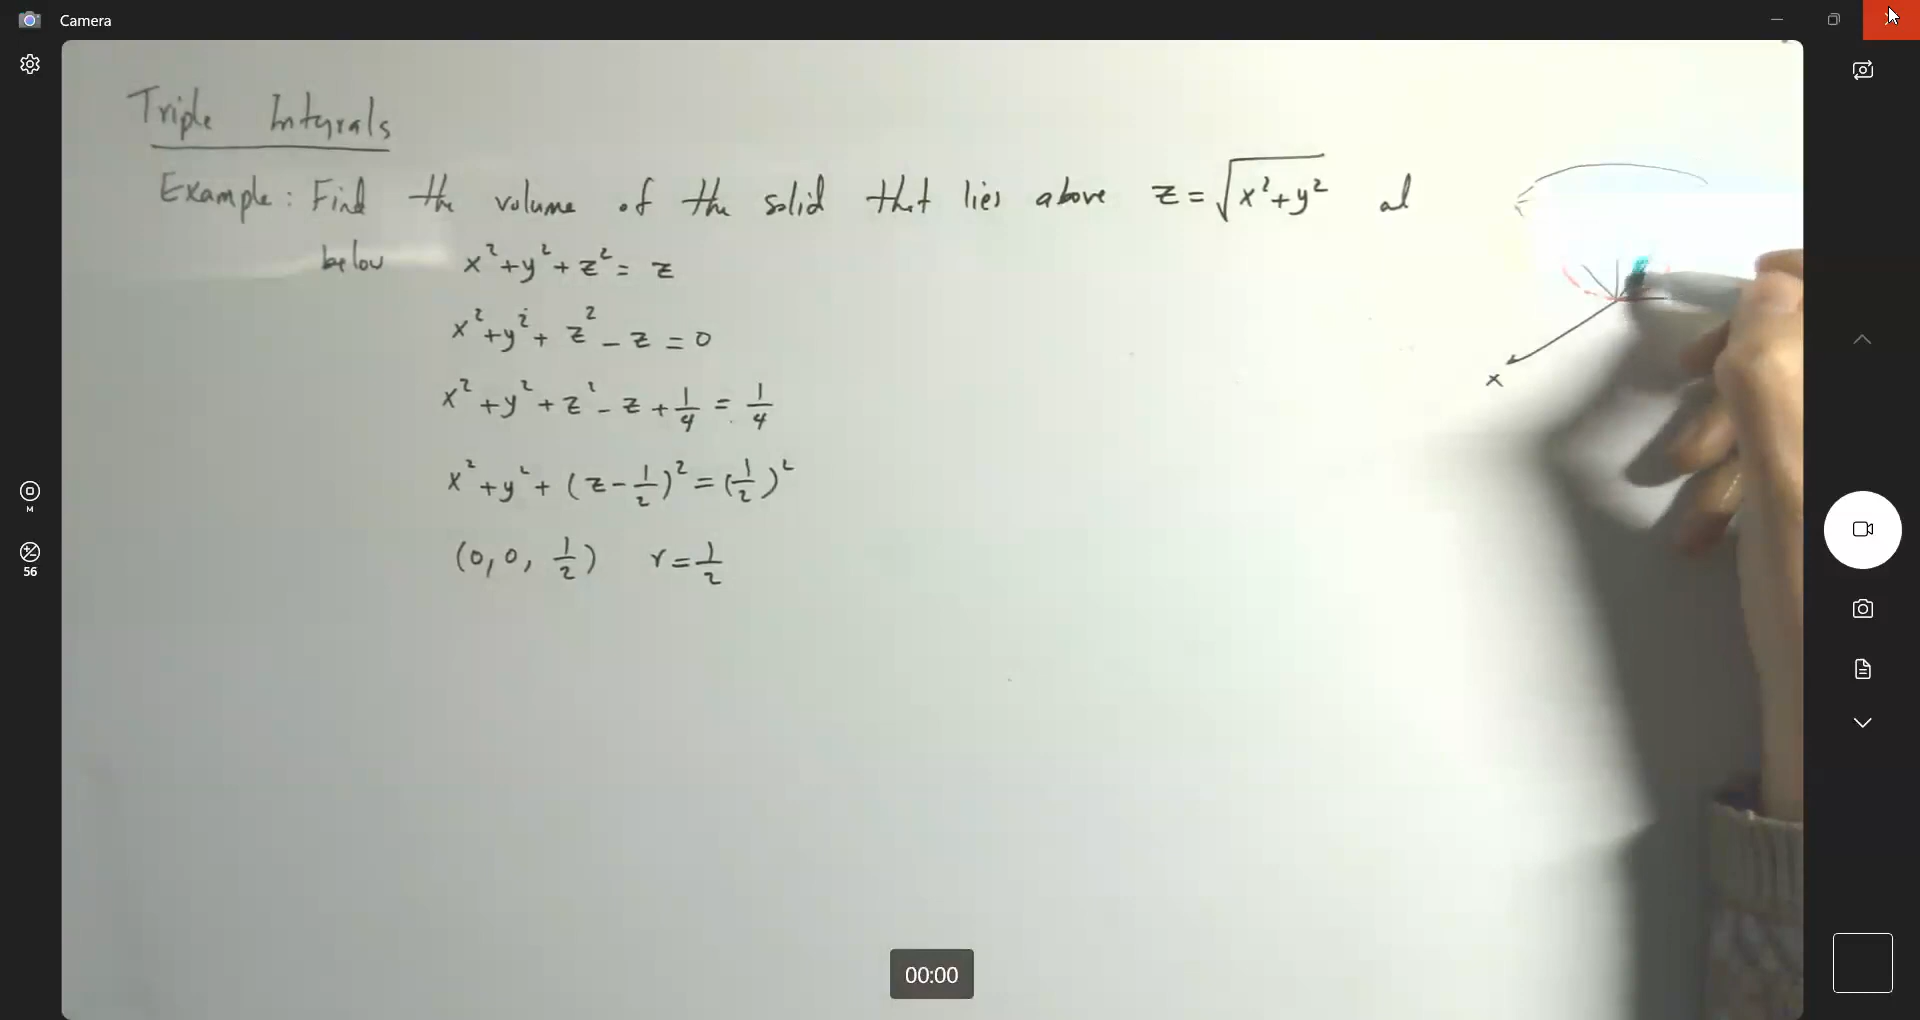 Camera
Triple Integrals
Example: Find the volume of the solid that lies above z = √(x²+y²) ad
below x²+y²+z² = z
x²+y²+z²-z=0
x²+y²+z²-z+1/4=1/4
x²+y²+(z-1/2)²=(1/2)²
(0,0,1/2) r=1/2
x
M
56
00:00